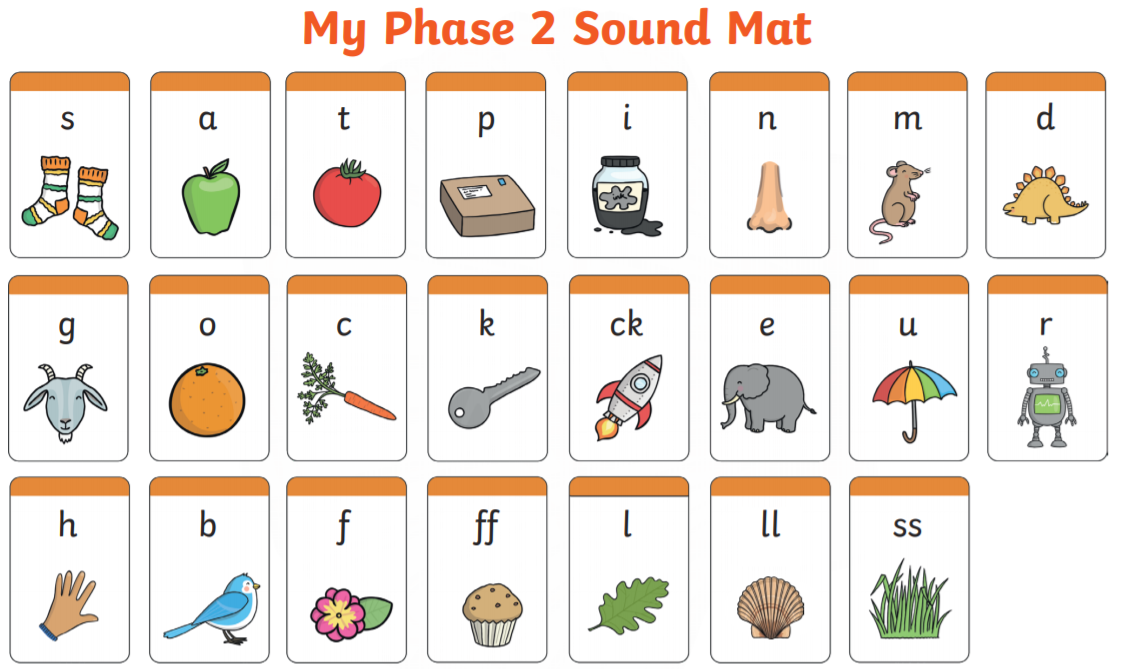 My Phase 2 Sound Mat
s a t p i n m d
g o c k ck e u r
h b f ff l ll ss